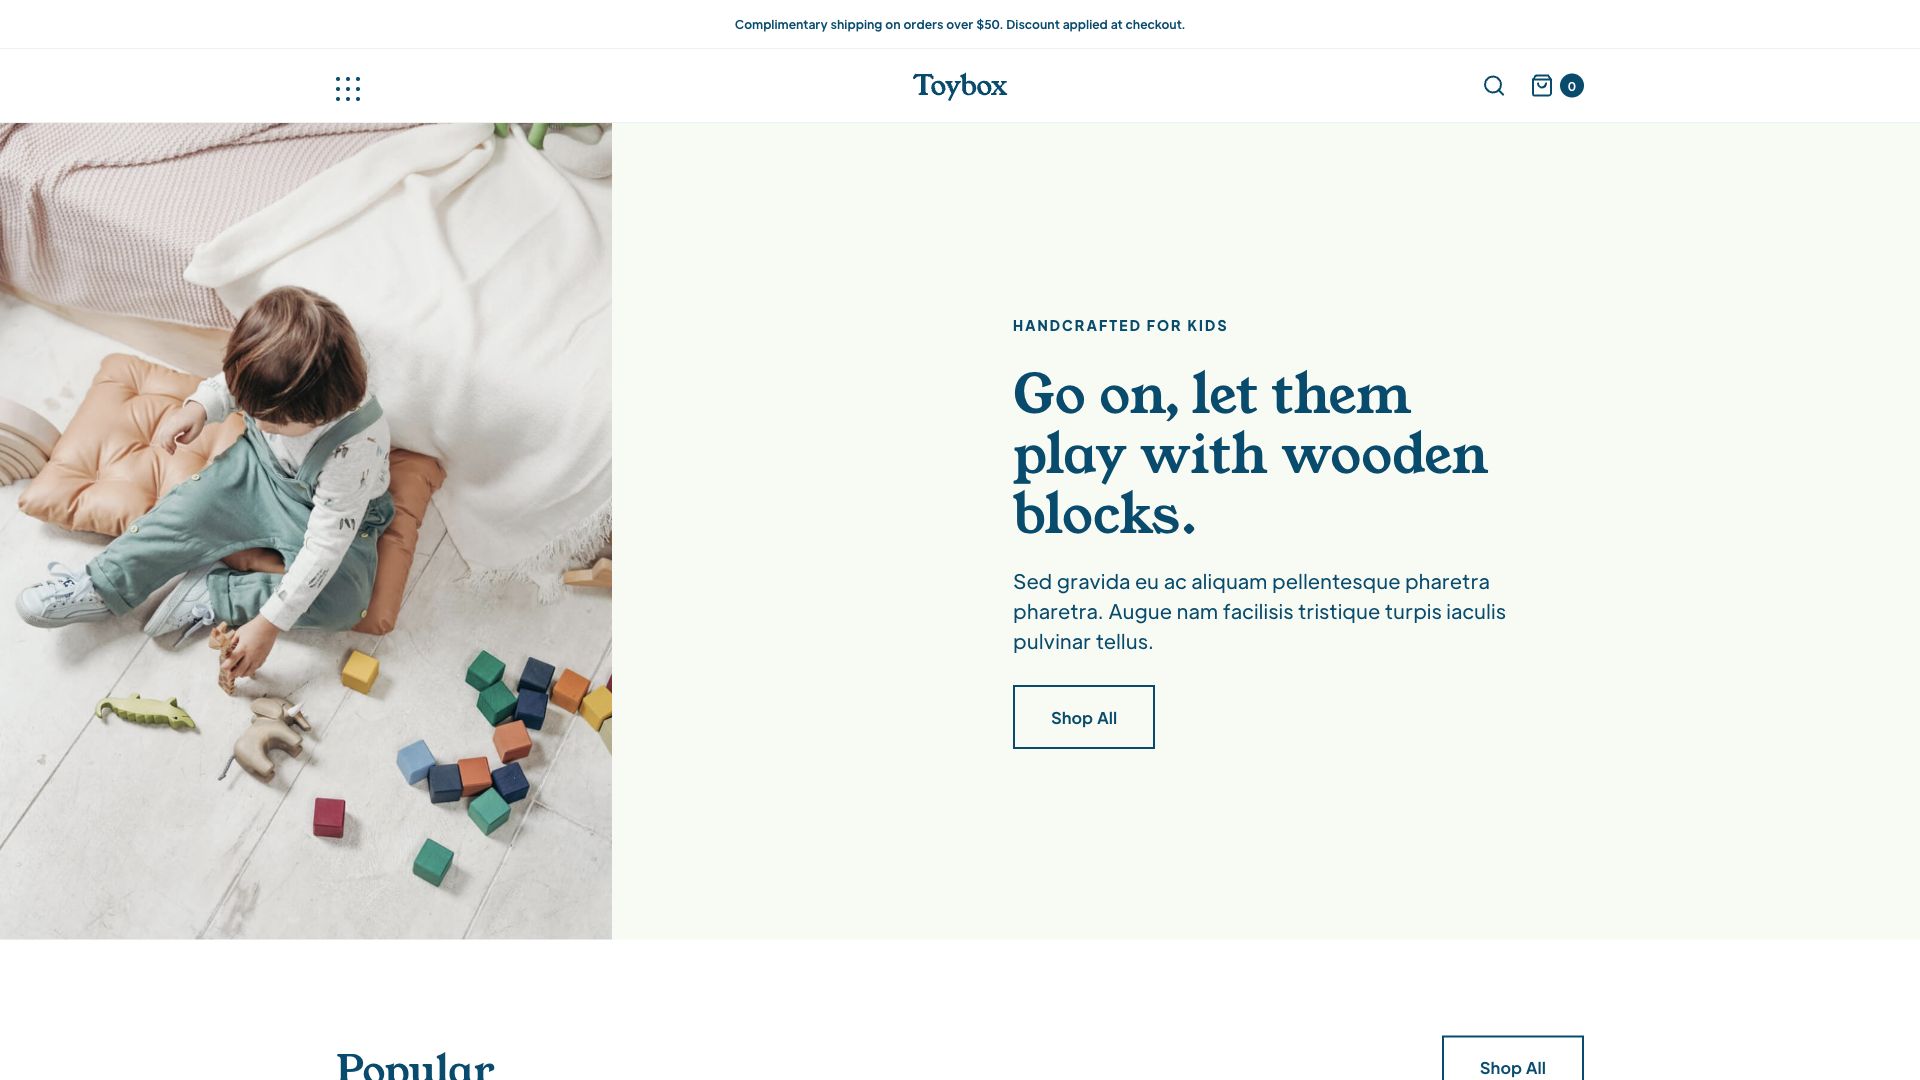 Complimentary shipping on orders over $50. Discount applied at checkout.
Toybox
0
HANDCRAFTED FOR KIDS
Go on, let them
play with wooden
blocks.
Sed gravida eu ac aliquam pellentesque pharetra
pharetra. Augue nam facilisis tristique turpis iaculis
pulvinar tellus.
Shop All
Popular
Shop All